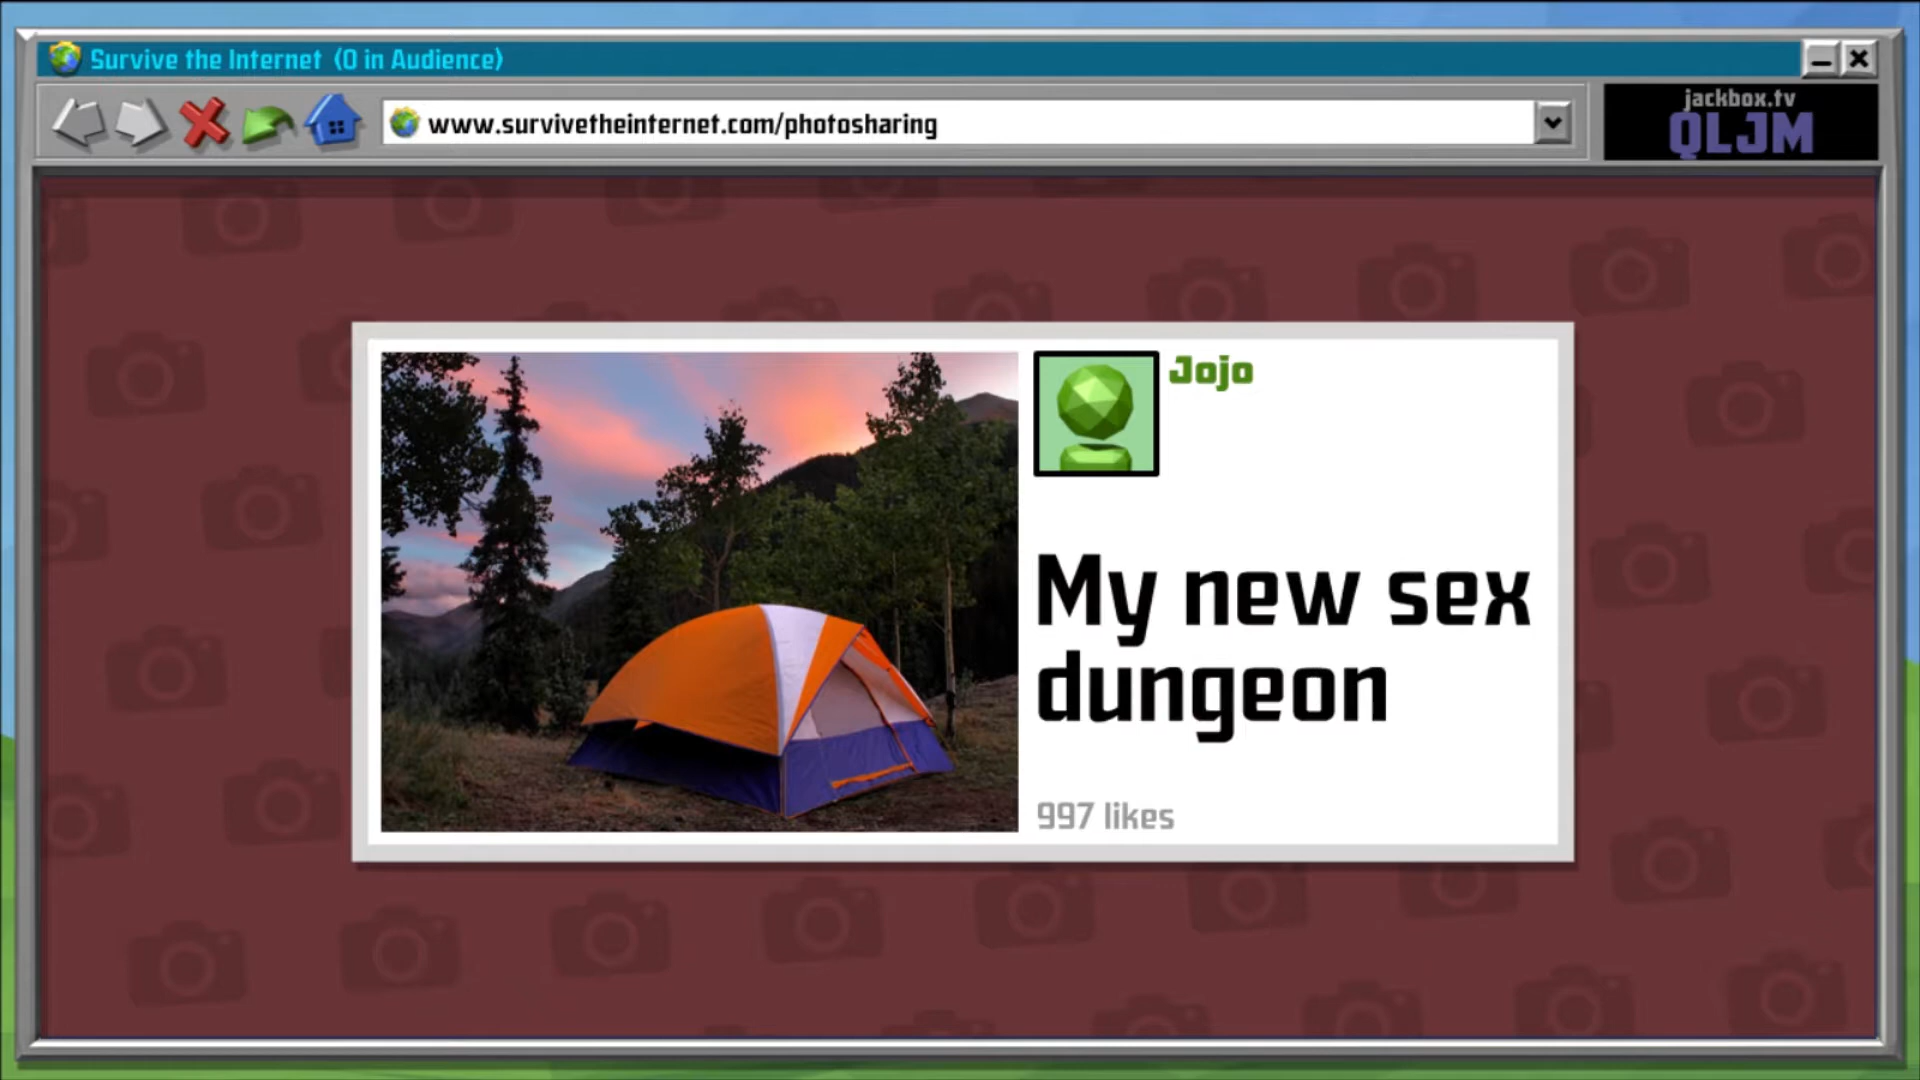 Survive the Internet (0 in Audience)
www.survivetheinternet.com/photosharing
jackbox.tv
QLJM
Jojo
My new sex
dungeon
997 likes